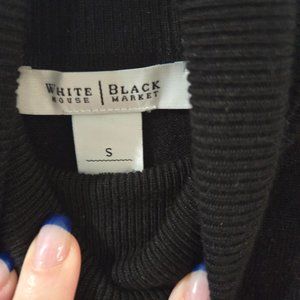 WHITE | BLACK
HOUSE | MARKET
S